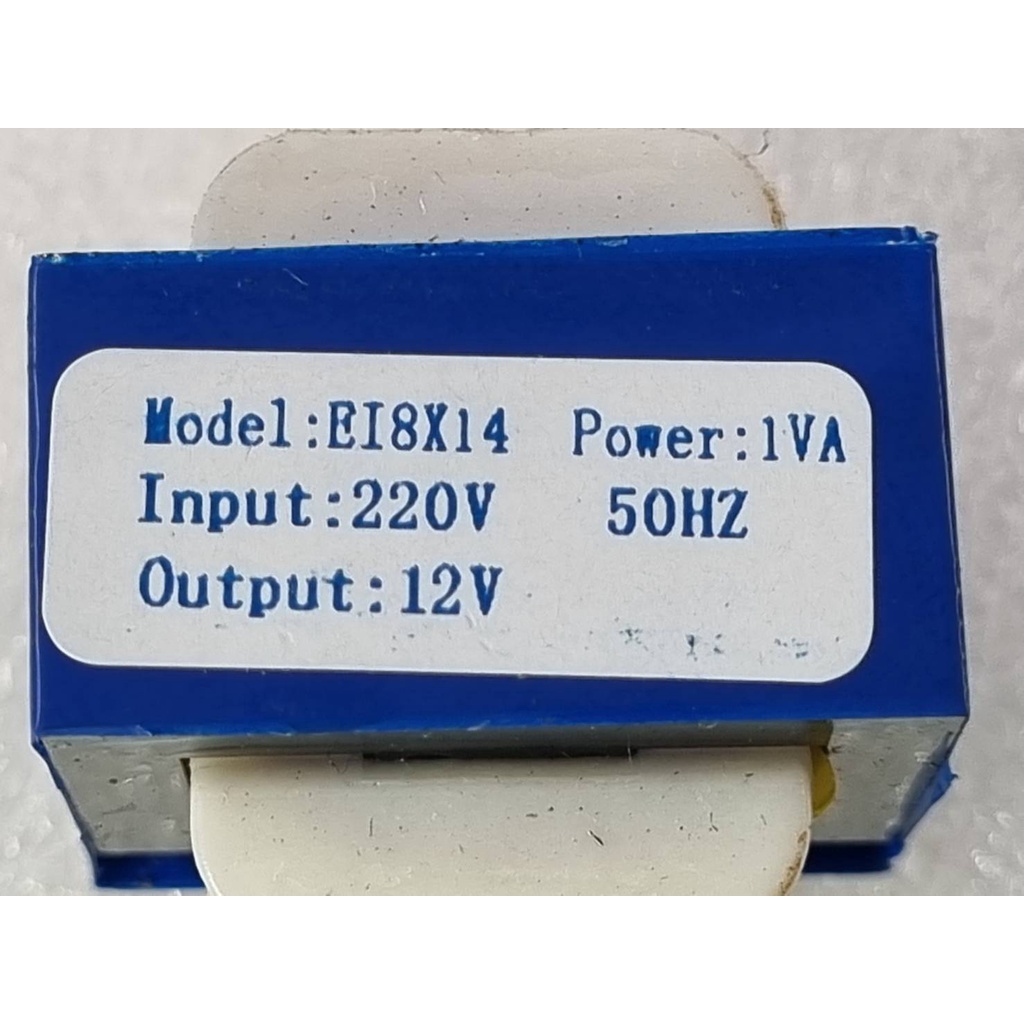 Model:EI8X14 Power:1VA
Input:220V 50HZ
Output:12V